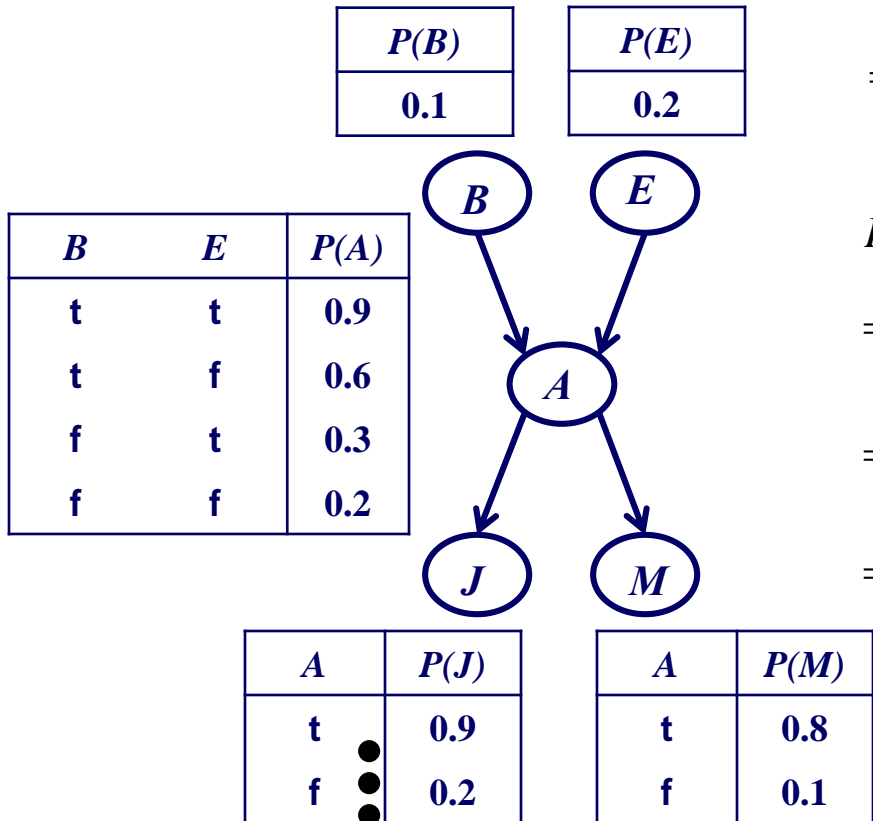 P(B)
0.1
P(E)
0.2
=
B
E
B E P(A)
t t 0.9
t f 0.6
f t 0.3
f f 0.2
=
A
=
J
M
=
A P(J)
t 0.9
f 0.2
A P(M)
t 0.8
f 0.1